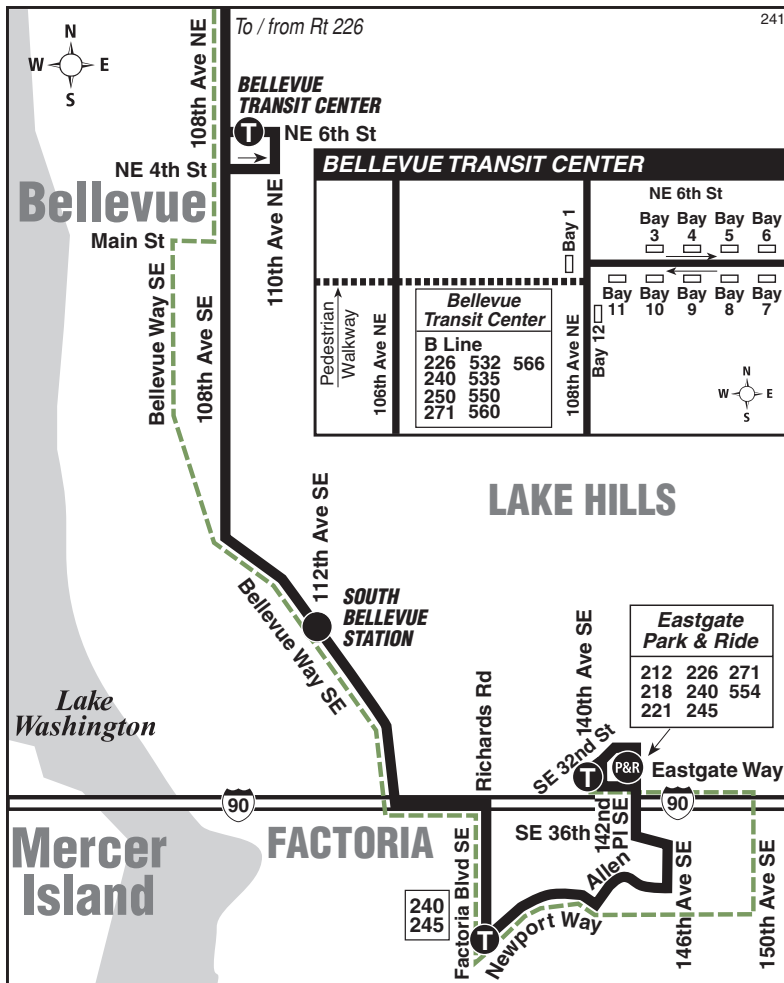 241
To / from Rt 226
N
W E
S
108th Ave NE
BELLEVUE
TRANSIT CENTER
T
NE 6th St
NE 4th St
110th Ave NE
Bellevue
Main St
Bellevue Way SE
108th Ave SE
BELLEVUE TRANSIT CENTER
NE 6th St
Bay 1
Bay Bay Bay Bay
3 4 5 6
Bay Bay Bay Bay Bay
11 10 9 8 7
Bay 12
Pedestrian
Walkway
106th Ave NE
108th Ave NE
Bellevue
Transit Center
B Line
226 532 566
240 535
250 550
271 560
N
W E
S
LAKE HILLS
112th Ave SE
SOUTH
BELLEVUE
STATION
Bellevue Way SE
Lake
Washington
Richards Rd
140th Ave SE
SE 32nd St
T
P&R
Eastgate
Park & Ride
212 226 271
218 240 554
221 245
Eastgate Way
90
90
SE 36th
142nd
Pl SE
Mercer
Island
FACTORIA
Factoria Blvd SE
240
245
T
Newport Way
Allen
146th Ave SE
150th Ave SE